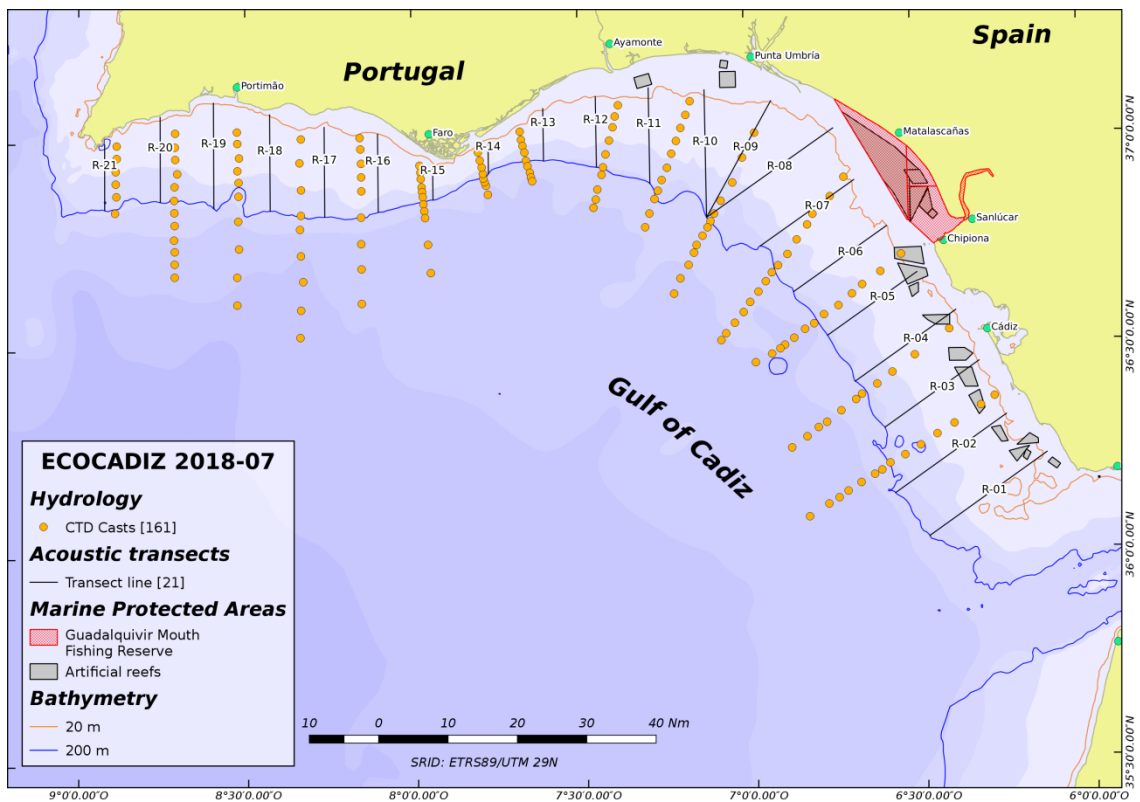 Spain
Portugal
Ayamonte
Punta Umbría
Portimão
Faro
Matalascañas
Sanlúcar
Chipiona
Cádiz
R-21
R-20
R-19
R-18
R-17
R-16
R-15
R-14
R-13
R-12
R-11
R-10
R-09
R-08
R-07
R-06
R-05
R-04
R-03
R-02
R-01
Gulf of Cadiz
ECOCADIZ 2018-07
Hydrology
CTD Casts [161]
Acoustic transects
Transect line [21]
Marine Protected Areas
Guadalquivir Mouth
Fishing Reserve
Artificial reefs
Bathymetry
20 m
200 m
10 0 10 20 30 40 Nm
SRID: ETRS89/UTM 29N
37°0'0.00"N
36°30'0.00"N
36°0'0.00"N
35°30'0.00"N
9°0'0.00"O
8°30'0.00"O
8°0'0.00"O
7°30'0.00"O
7°0'0.00"O
6°30'0.00"O
6°0'0.00"O